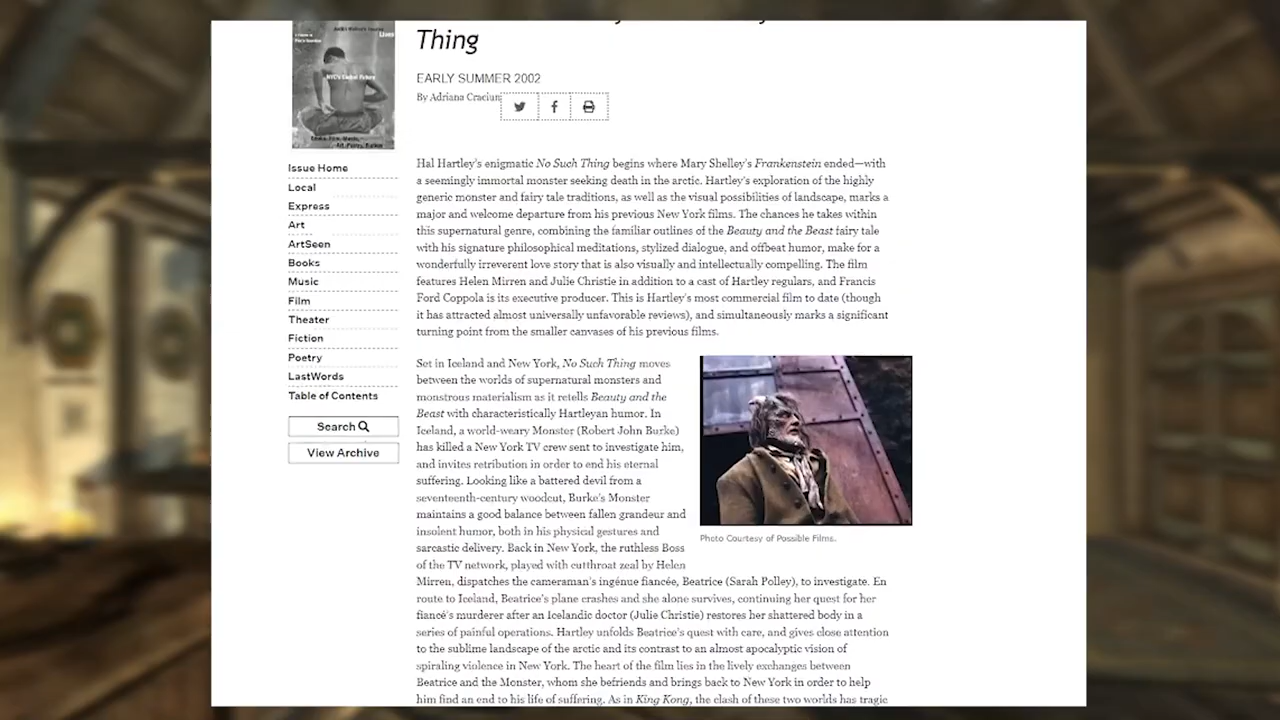 Thing
EARLY SUMMER 2002
By Adriana Craciun
Lives
NYC's Global Future
Issue Home
Local
Express
Art
ArtSeen
Books
Music
Film
Theater
Fiction
Poetry
LastWords
Table of Contents
Search
View Archive
Hal Hartley's enigmatic No Such Thing begins where Mary Shelley's Frankenstein ended—with
a seemingly immortal monster seeking death in the arctic. Hartley's exploration of the highly
generic monster and fairy tale traditions, as well as the visual possibilities of landscape, marks a
major and welcome departure from his previous New York films. The chances he takes within
this supernatural genre, combining the familiar outlines of the Beauty and the Beast fairy tale
with his signature philosophical meditations, stylized dialogue, and offbeat humor, make for a
wonderfully irreverent love story that is also visually and intellectually compelling. The film
features Helen Mirren and Julie Christie in addition to a cast of Hartley regulars, and Francis
Ford Coppola is its executive producer. This is Hartley's most commercial film to date (though
it has attracted almost universally unfavorable reviews), and simultaneously marks a significant
turning point from the smaller canvases of his previous films.
Set in Iceland and New York, No Such Thing moves
between the worlds of supernatural monsters and
monstrous materialism as it retells Beauty and the
Beast with characteristically Hartleyan humor. In
Iceland, a world-weary Monster (Robert John Burke)
has killed a New York TV crew sent to investigate him,
and invites retribution in order to end his eternal
suffering. Looking like a battered devil from a
seventeenth-century woodcut, Burke's Monster
maintains a good balance between fallen grandeur and
insolent humor, both in his physical gestures and
sarcastic delivery. Back in New York, the ruthless Boss
of the TV network, played with cutthroat zeal by Helen
Mirren, dispatches the cameraman's ingénue fiancée, Beatrice (Sarah Polley), to investigate. En
route to Iceland, Beatrice's plane crashes and she alone survives, continuing her quest for her
fiancé's murderer after an Icelandic doctor (Julie Christie) restores her shattered body in a
series of painful operations. Hartley unfolds Beatrice's quest with care, and gives close attention
to the sublime landscape of the arctic and its contrast to an almost apocalyptic vision of
spiraling violence in New York. The heart of the film lies in the lively exchanges between
Beatrice and the Monster, whom she befriends and brings back to New York in order to help
him find an end to his life of suffering. As in King Kong, the clash of these two worlds has tragic
Photo Courtesy of Possible Films.